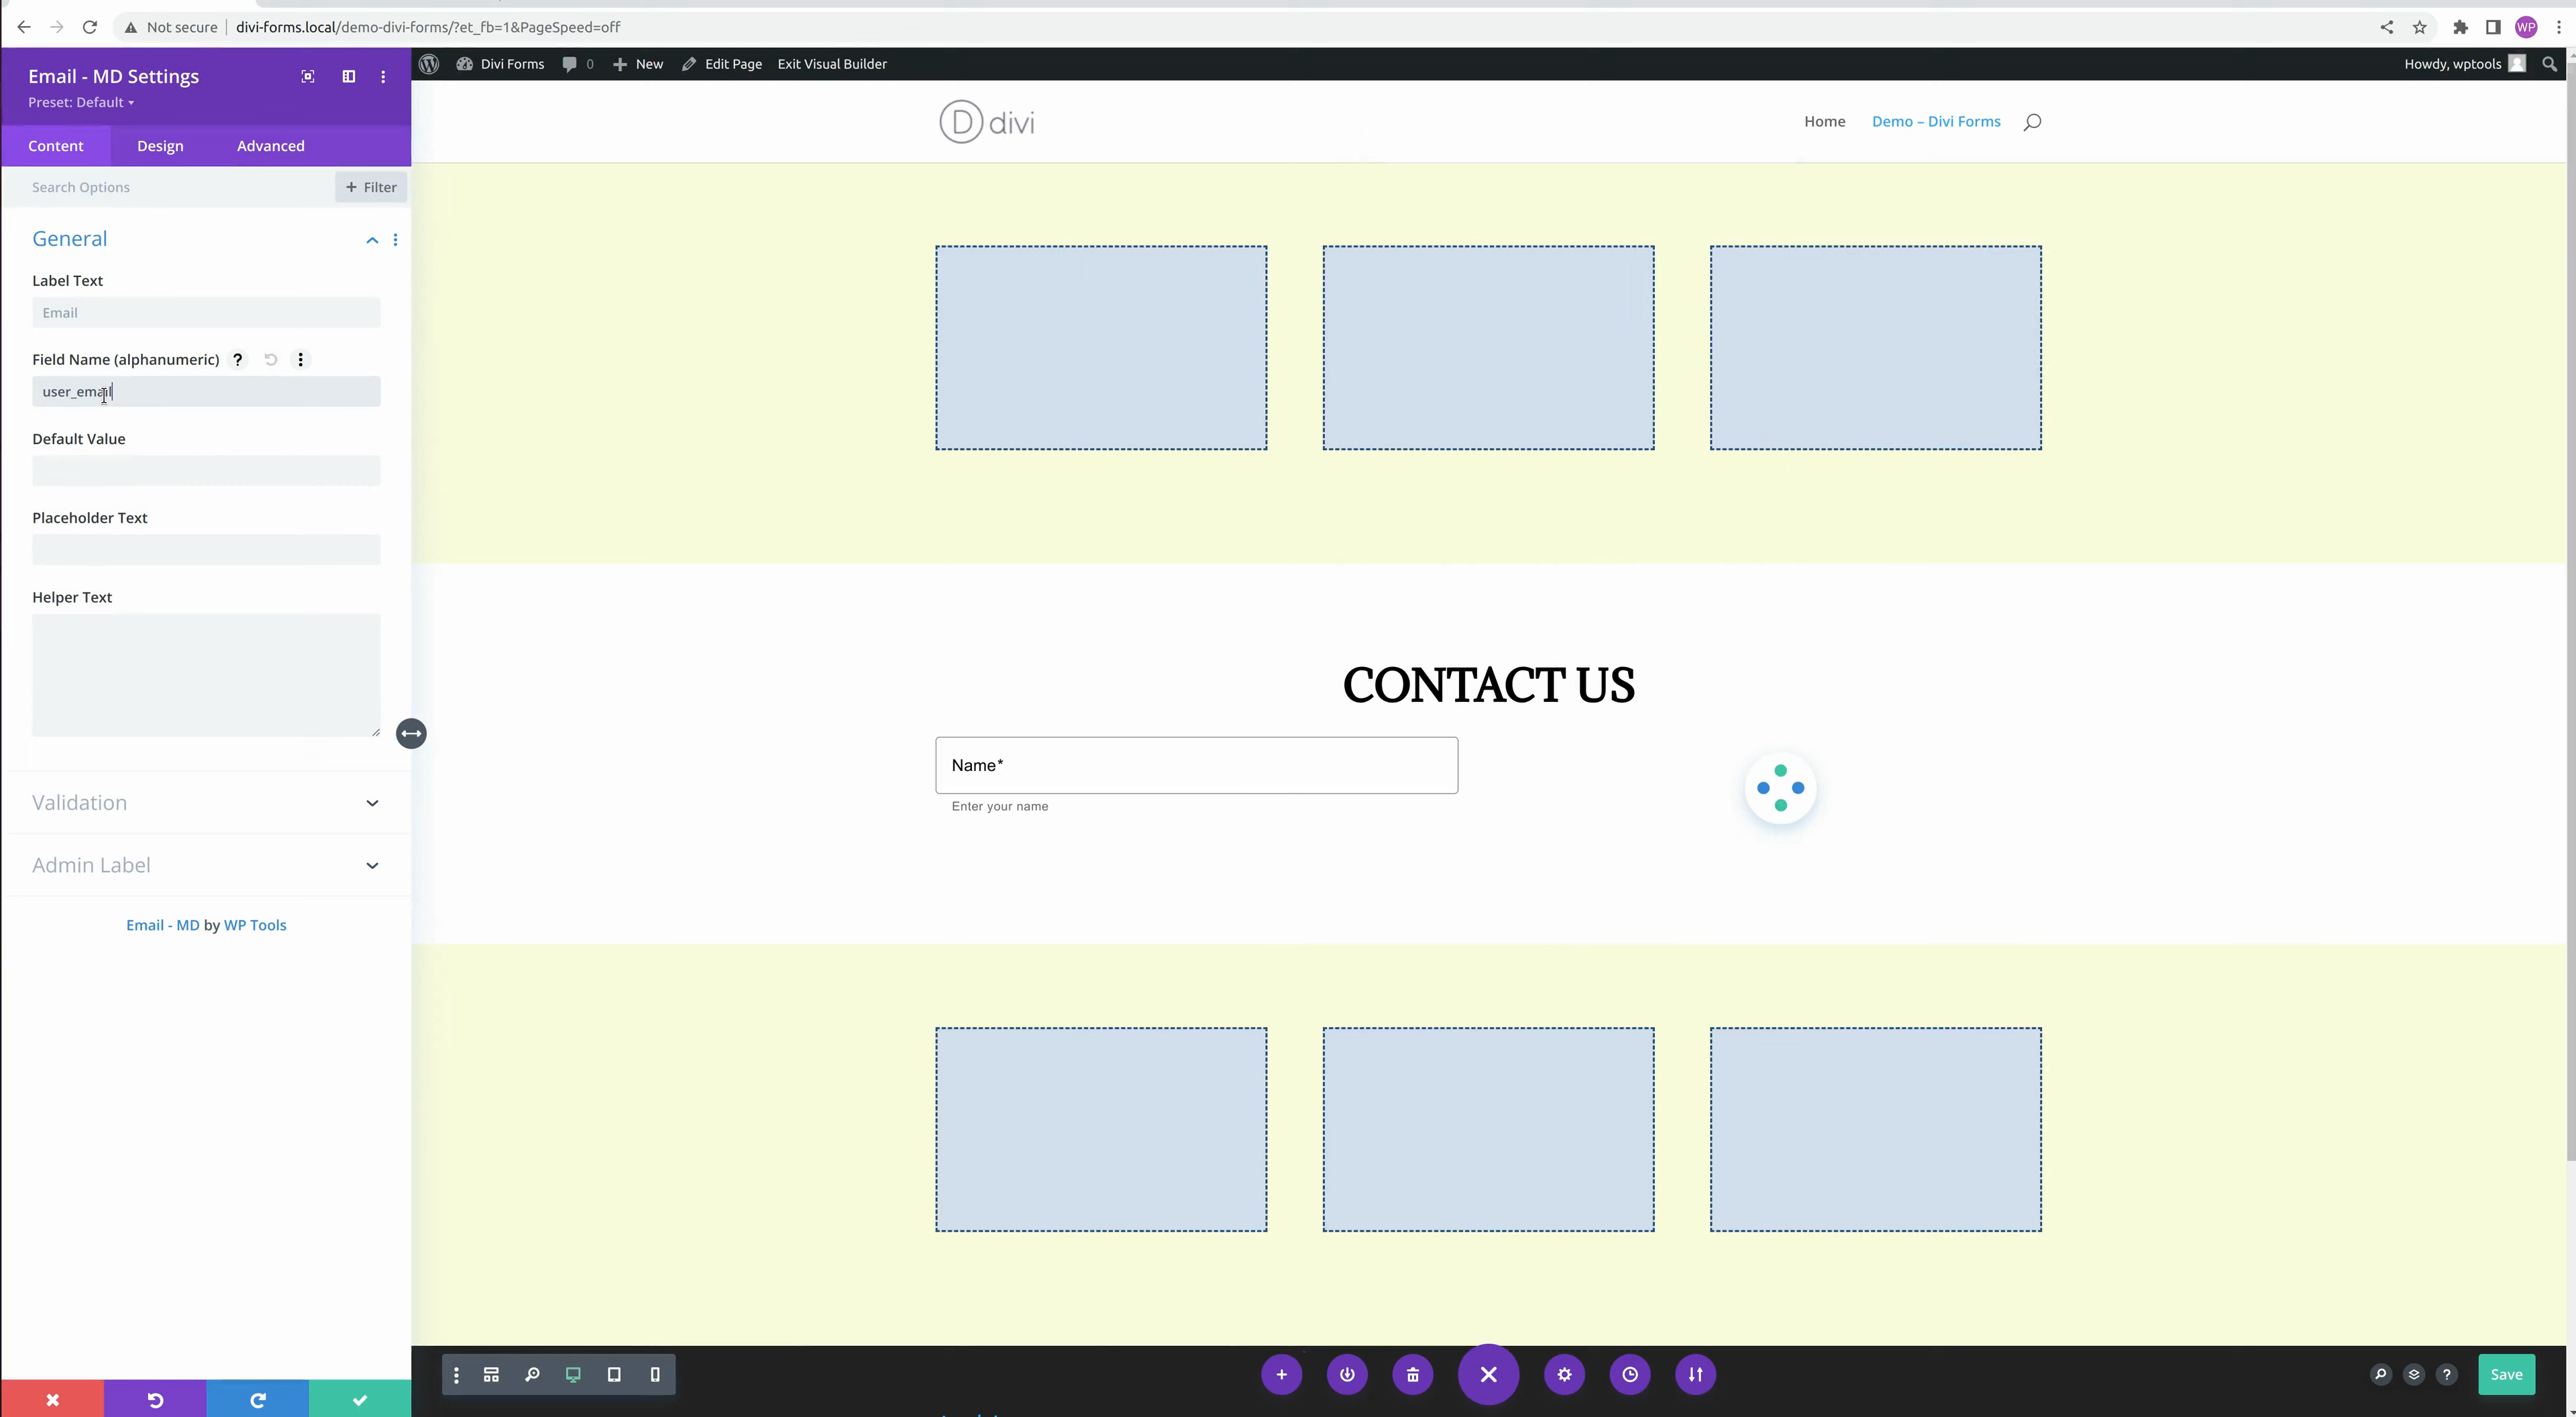 Not secure | divi-forms.local/demo-divi-forms/?et_fb=1&PageSpeed=off
WP
Email - MD Settings
Preset: Default
Content Design Advanced
Search Options
+ Filter
General
Label Text
Email
Field Name (alphanumeric) ?
user_email
Default Value
Placeholder Text
Helper Text
Validation
Admin Label
Email - MD by WP Tools
Divi Forms 0 + New Edit Page Exit Visual Builder
Howdy, wptools
D divi
Home Demo – Divi Forms
CONTACT US
Name*
Enter your name
?
Save